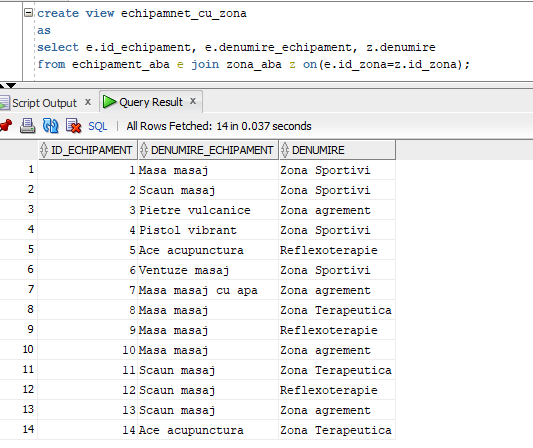 create view echipamnet_cu_zona
as
select e.id_echipament, e.denumire_echipament, z.denumire
from echipament_aba e join zona_aba z on(e.id_zona=z.id_zona);
Script Output x Query Result x
SQL | All Rows Fetched: 14 in 0.037 seconds
ID_ECHIPAMENT DENUMIRE_ECHIPAMENT DENUMIRE
1 1 Masa masaj Zona Sportivi
2 2 Scaun masaj Zona Sportivi
3 3 Pietre vulcanice Zona agrement
4 4 Pistol vibrant Zona Sportivi
5 5 Ace acupunctura Reflexoterapie
6 6 Ventuze masaj Zona Sportivi
7 7 Masa masaj cu apa Zona agrement
8 8 Masa masaj Zona Terapeutica
9 9 Masa masaj Reflexoterapie
10 10 Masa masaj Zona agrement
11 11 Scaun masaj Zona Terapeutica
12 12 Scaun masaj Reflexoterapie
13 13 Scaun masaj Zona agrement
14 14 Ace acupunctura Zona Terapeutica